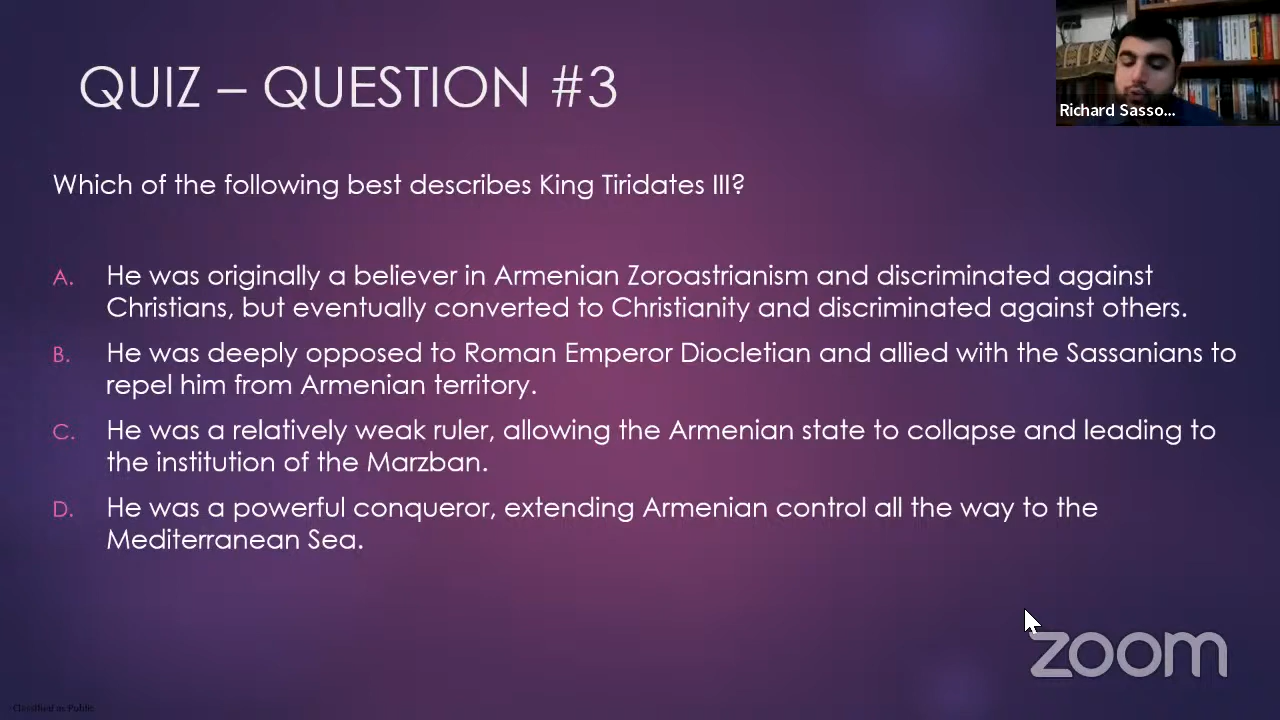 QUIZ – QUESTION #3
Richard Sasso...
Which of the following best describes King Tiridates III?
A. He was originally a believer in Armenian Zoroastrianism and discriminated against
Christians, but eventually converted to Christianity and discriminated against others.
B. He was deeply opposed to Roman Emperor Diocletian and allied with the Sassanians to
repel him from Armenian territory.
C. He was a relatively weak ruler, allowing the Armenian state to collapse and leading to
the institution of the Marzban.
D. He was a powerful conqueror, extending Armenian control all the way to the
Mediterranean Sea.
zoom
Classified as Public